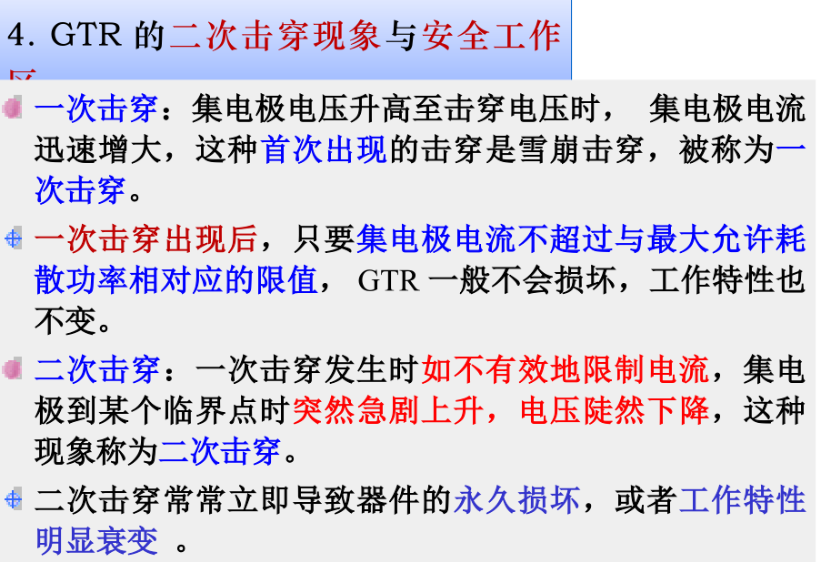 4. GTR 的二次击穿现象与安全工作
区
一次击穿：集电极电压升高至击穿电压时， 集电极电流
迅速增大，这种首次出现的击穿是雪崩击穿，被称为一
次击穿。
一次击穿出现后，只要集电极电流不超过与最大允许耗
散功率相对应的限值， GTR 一般不会损坏，工作特性也
不变。
二次击穿：一次击穿发生时如不有效地限制电流，集电
极到某个临界点时突然急剧上升，电压陡然下降，这种
现象称为二次击穿。
二次击穿常常立即导致器件的永久损坏，或者工作特性
明显衰变 。